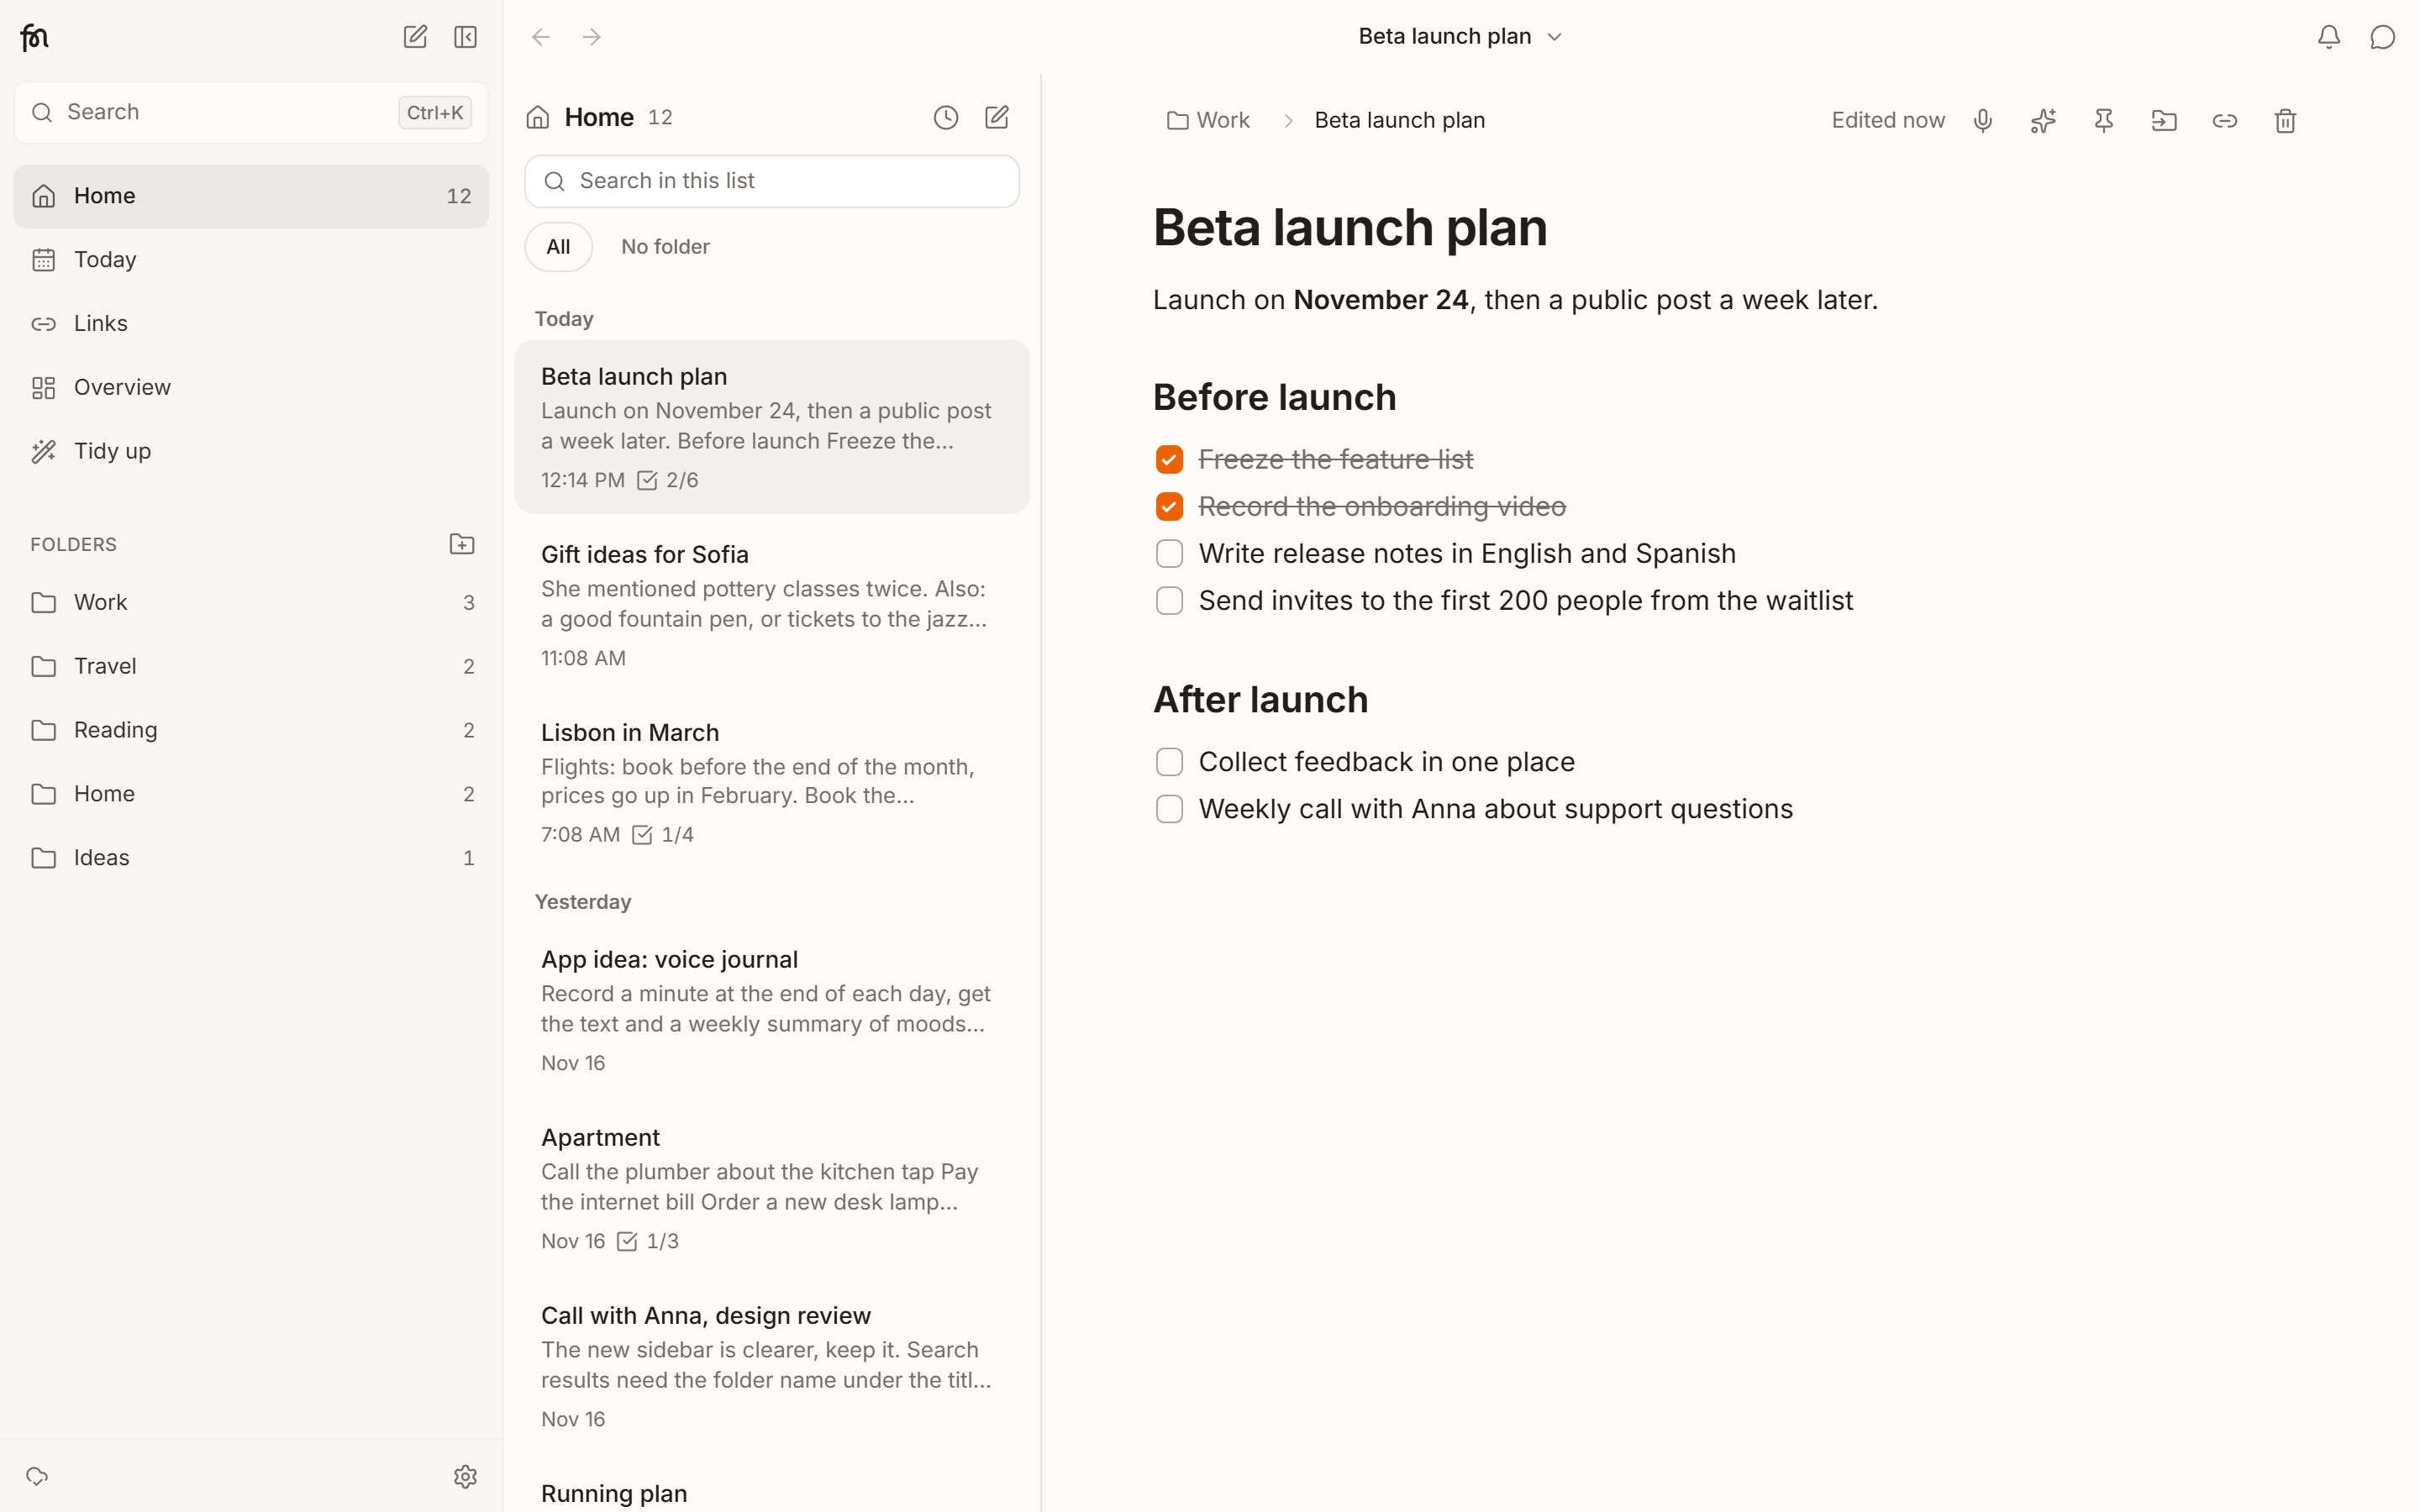 fn
Search
Ctrl+K
Home 12
Today
Links
Overview
Tidy up
FOLDERS
Work 3
Travel 2
Reading 2
Home 2
Ideas 1
Beta launch plan
Home 12
Search in this list
All No folder
Today
Beta launch plan
Launch on November 24, then a public post
a week later. Before launch Freeze the...
12:14 PM 2/6
Gift ideas for Sofia
She mentioned pottery classes twice. Also:
a good fountain pen, or tickets to the jazz...
11:08 AM
Lisbon in March
Flights: book before the end of the month,
prices go up in February. Book the...
7:08 AM 1/4
Yesterday
App idea: voice journal
Record a minute at the end of each day, get
the text and a weekly summary of moods...
Nov 16
Apartment
Call the plumber about the kitchen tap Pay
the internet bill Order a new desk lamp...
Nov 16 1/3
Call with Anna, design review
The new sidebar is clearer, keep it. Search
results need the folder name under the titl...
Nov 16
Running plan
Work > Beta launch plan
Edited now
Beta launch plan
Launch on November 24, then a public post a week later.
Before launch
Freeze the feature list
Record the onboarding video
Write release notes in English and Spanish
Send invites to the first 200 people from the waitlist
After launch
Collect feedback in one place
Weekly call with Anna about support questions